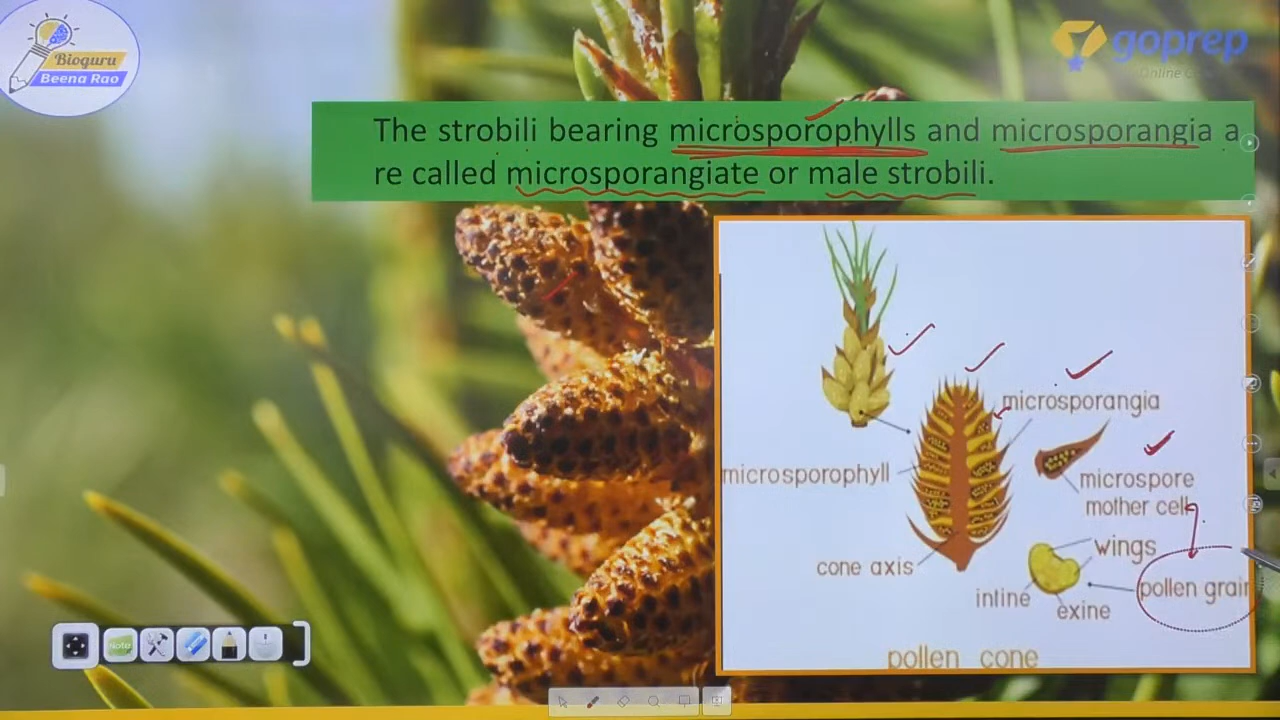 Bioguru
Beena Rao
goprep
The strobili bearing microsporophylls and microsporangia a
re called microsporangiate or male strobili.
microsporangia
microsporophyll
microspore
mother cell
wings
cone axis
pollen grain
intine
exine
pollen cone
Note